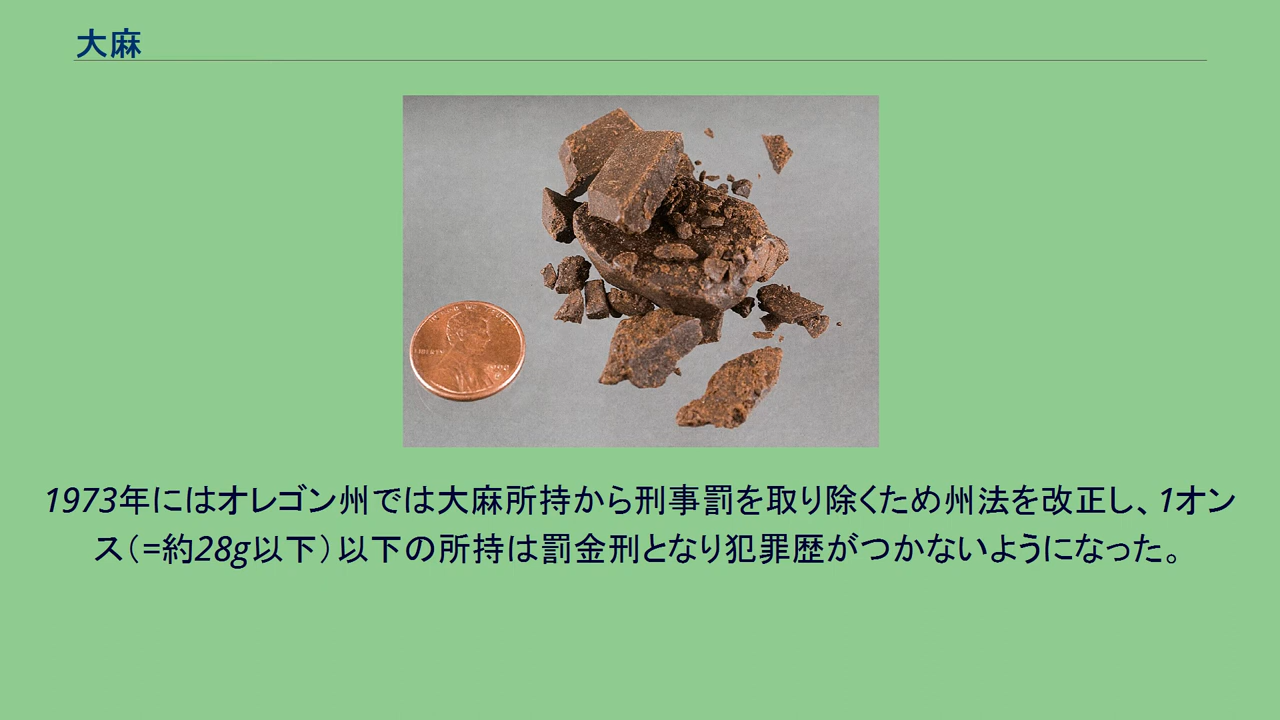 大麻
LIBERTY
1973年にはオレゴン州では大麻所持から刑事罰を取り除くため州法を改正し、1オン
ス（=約28g以下）以下の所持は罰金刑となり犯罪歴がつかないようになった。